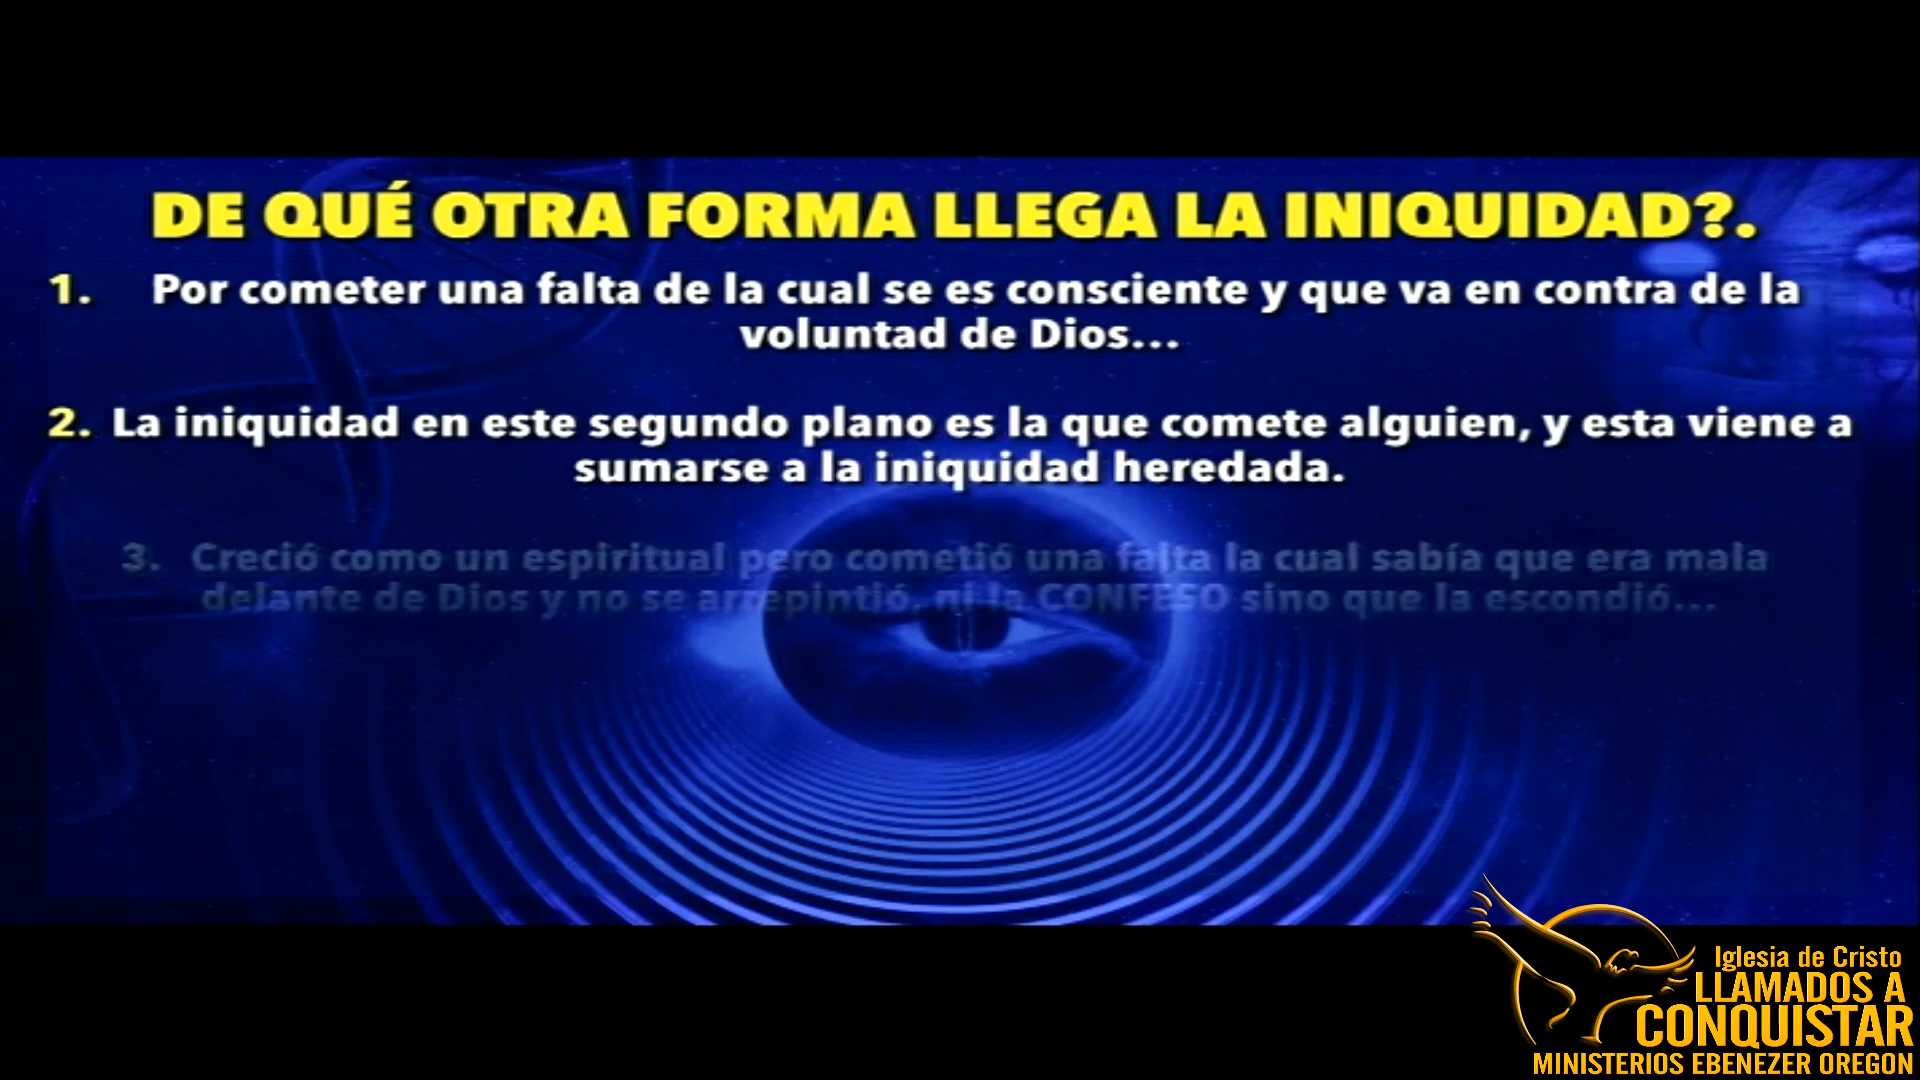 DE QUÉ OTRA FORMA LLEGA LA INIQUIDAD?.
1. Por cometer una falta de la cual se es consciente y que va en contra de la
voluntad de Dios...
2. La iniquidad en este segundo plano es la que comete alguien, y esta viene a
sumarse a la iniquidad heredada.
3. Creció como un espiritual pero cometió una falta la cual sabía que era mala
delante de Dios y no se arrepintió, ni la CONFESO sino que la escondió...
Iglesia de Cristo
LLAMADOS A
CONQUISTAR
MINISTERIOS EBENEZER OREGON